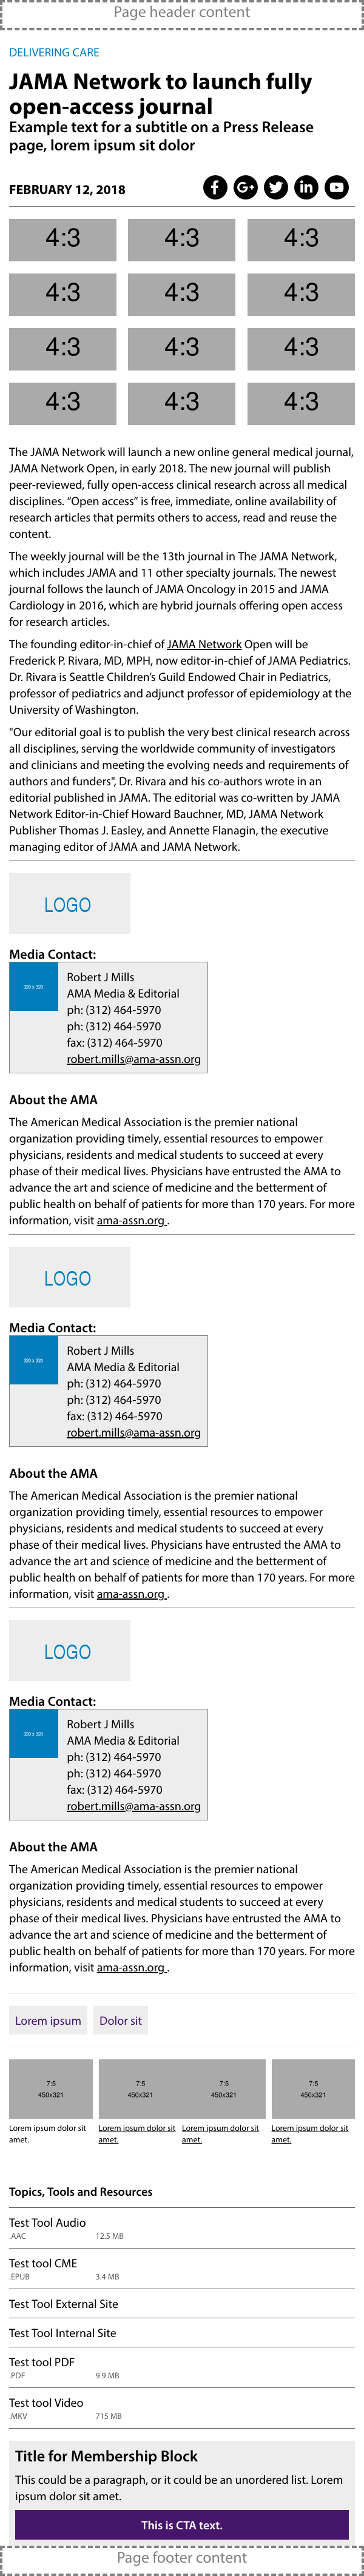 Page header content
DELIVERING CARE
JAMA Network to launch fully
open-access journal
Example text for a subtitle on a Press Release
page, lorem ipsum sit dolor
FEBRUARY 12, 2018
4:3 4:3 4:3
4:3 4:3 4:3
4:3 4:3 4:3
4:3 4:3 4:3
The JAMA Network will launch a new online general medical journal,
JAMA Network Open, in early 2018. The new journal will publish
peer-reviewed, fully open-access clinical research across all medical
disciplines. “Open access” is free, immediate, online availability of
research articles that permits others to access, read and reuse the
content.
The weekly journal will be the 13th journal in The JAMA Network,
which includes JAMA and 11 other specialty journals. The newest
journal follows the launch of JAMA Oncology in 2015 and JAMA
Cardiology in 2016, which are hybrid journals offering open access
for research articles.
The founding editor-in-chief of JAMA Network Open will be
Frederick P. Rivara, MD, MPH, now editor-in-chief of JAMA Pediatrics.
Dr. Rivara is Seattle Children’s Guild Endowed Chair in Pediatrics,
professor of pediatrics and adjunct professor of epidemiology at the
University of Washington.
"Our editorial goal is to publish the very best clinical research across
all disciplines, serving the worldwide community of investigators
and clinicians and meeting the evolving needs and requirements of
authors and funders", Dr. Rivara and his co-authors wrote in an
editorial published in JAMA. The editorial was co-written by JAMA
Network Editor-in-Chief Howard Bauchner, MD, JAMA Network
Publisher Thomas J. Easley, and Annette Flanagin, the executive
managing editor of JAMA and JAMA Network.
LOGO
Media Contact:
320 x 320
Robert J Mills
AMA Media & Editorial
ph: (312) 464-5970
ph: (312) 464-5970
fax: (312) 464-5970
robert.mills@ama-assn.org
About the AMA
The American Medical Association is the premier national
organization providing timely, essential resources to empower
physicians, residents and medical students to succeed at every
phase of their medical lives. Physicians have entrusted the AMA to
advance the art and science of medicine and the betterment of
public health on behalf of patients for more than 170 years. For more
information, visit ama-assn.org .
LOGO
Media Contact:
320 x 320
Robert J Mills
AMA Media & Editorial
ph: (312) 464-5970
ph: (312) 464-5970
fax: (312) 464-5970
robert.mills@ama-assn.org
About the AMA
The American Medical Association is the premier national
organization providing timely, essential resources to empower
physicians, residents and medical students to succeed at every
phase of their medical lives. Physicians have entrusted the AMA to
advance the art and science of medicine and the betterment of
public health on behalf of patients for more than 170 years. For more
information, visit ama-assn.org .
LOGO
Media Contact:
320 x 320
Robert J Mills
AMA Media & Editorial
ph: (312) 464-5970
ph: (312) 464-5970
fax: (312) 464-5970
robert.mills@ama-assn.org
About the AMA
The American Medical Association is the premier national
organization providing timely, essential resources to empower
physicians, residents and medical students to succeed at every
phase of their medical lives. Physicians have entrusted the AMA to
advance the art and science of medicine and the betterment of
public health on behalf of patients for more than 170 years. For more
information, visit ama-assn.org .
Lorem ipsum Dolor sit
7:5 7:5 7:5 7:5
450x321 450x321 450x321 450x321
Lorem ipsum dolor sit Lorem ipsum dolor sit Lorem ipsum dolor sit Lorem ipsum dolor sit
amet. amet. amet. amet.
Topics, Tools and Resources
Test Tool Audio
.AAC 12.5 MB
Test tool CME
.EPUB 3.4 MB
Test Tool External Site
Test Tool Internal Site
Test tool PDF
.PDF 9.9 MB
Test tool Video
.MKV 715 MB
Title for Membership Block
This could be a paragraph, or it could be an unordered list. Lorem
ipsum dolor sit amet.
This is CTA text.
Page footer content